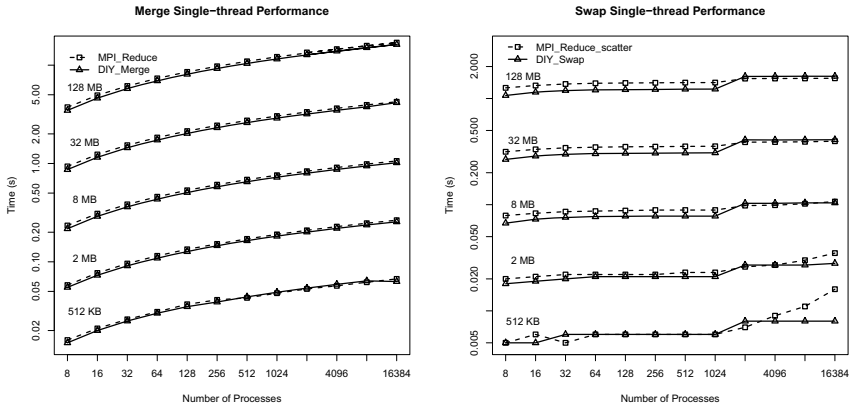 Merge Single-thread Performance
MPI_Reduce
DIY_Merge
128 MB
32 MB
8 MB
2 MB
512 KB
Time (s)
5.00
2.00
1.00
0.50
0.20
0.10
0.05
0.02
8 16 32 64 128 256 512 1024 4096 16384
Number of Processes
Swap Single-thread Performance
MPI_Reduce_scatter
DIY_Swap
128 MB
32 MB
8 MB
2 MB
512 KB
Time (s)
2.000
0.500
0.200
0.050
0.020
0.005
8 16 32 64 128 256 512 1024 4096 16384
Number of Processes